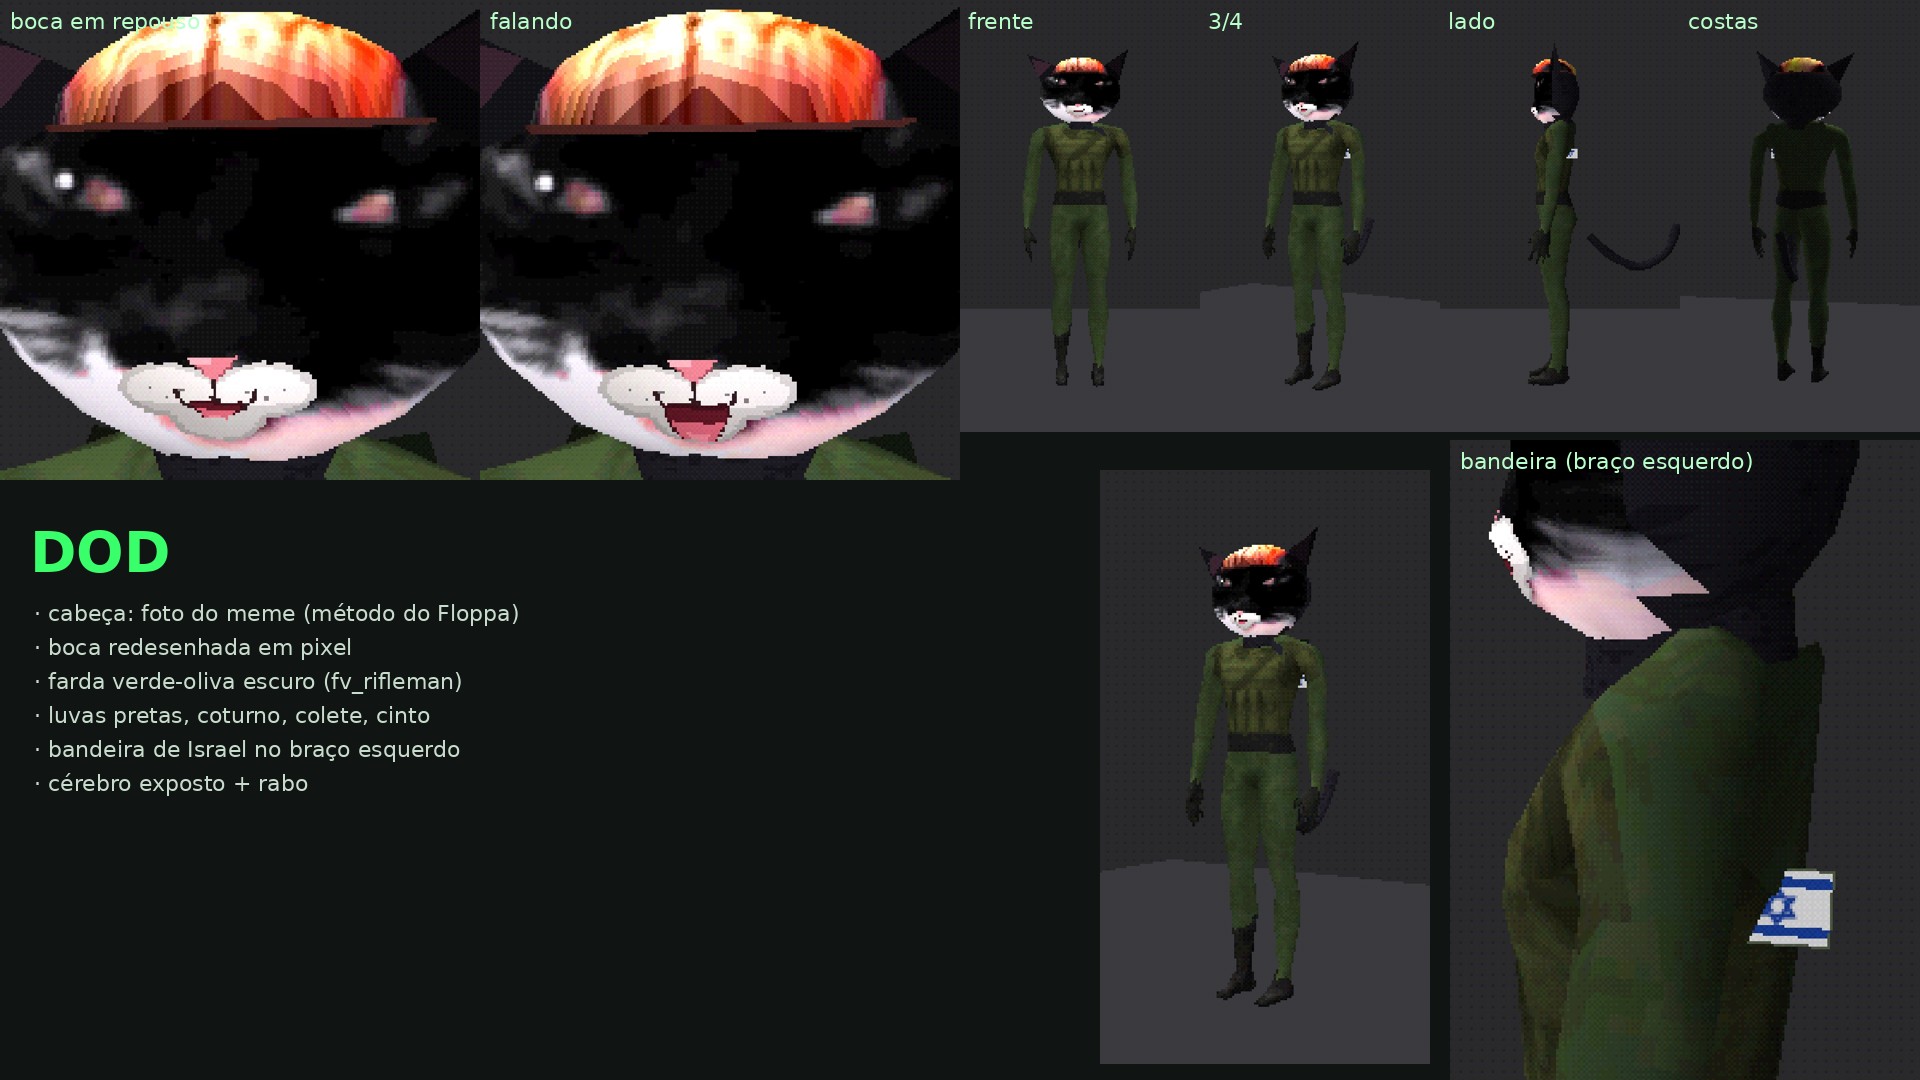 boca em repouso
falando
frente
3/4
lado
costas
bandeira (braço esquerdo)
DOD
· cabeça: foto do meme (método do Floppa)
· boca redesenhada em pixel
· farda verde-oliva escuro (fv_rifleman)
· luvas pretas, coturno, colete, cinto
· bandeira de Israel no braço esquerdo
· cérebro exposto + rabo